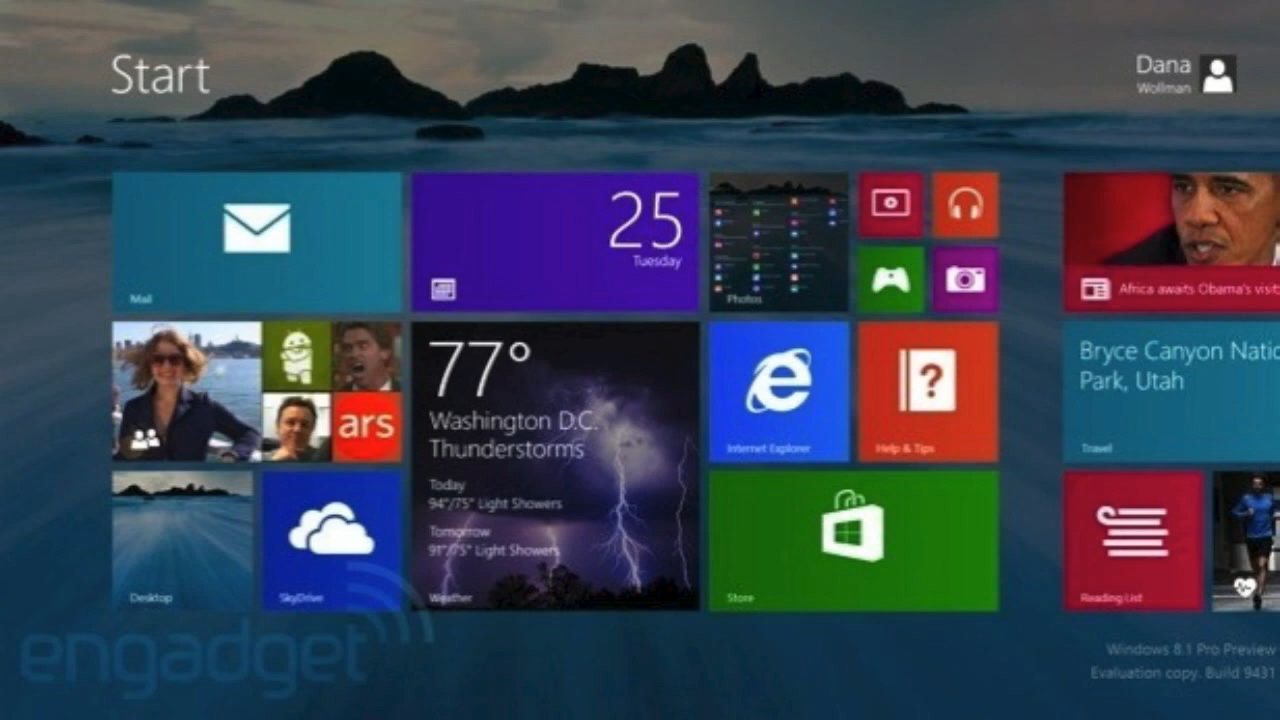 Start
Dana
Wollman
Mail
25
Tuesday
Photos
Africa awaits Obama's visit
ars
77°
Washington D.C.
Thunderstorms
Today
94°/75° Light Showers
Tomorrow
91°/75° Light Showers
Weather
Internet Explorer
Help & Tips
Bryce Canyon Natio
Park, Utah
Travel
Desktop
SkyDrive
Store
Reading List
engadget
Windows 8.1 Pro Preview
Evaluation copy. Build 9431